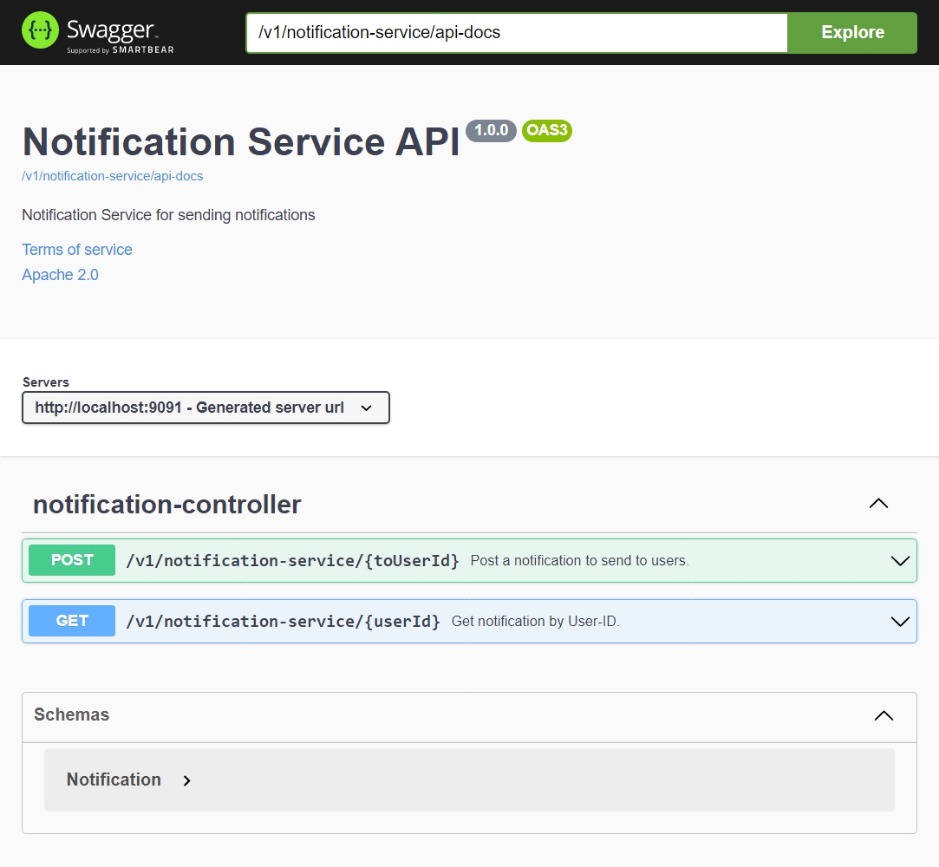 {···} Swagger™
Supported by SMARTBEAR
/v1/notification-service/api-docs
Explore
Notification Service API 1.0.0 OAS3
/v1/notification-service/api-docs
Notification Service for sending notifications
Terms of service
Apache 2.0
Servers
http://localhost:9091 - Generated server url
notification-controller
POST /v1/notification-service/{toUserId} Post a notification to send to users.
GET /v1/notification-service/{userId} Get notification by User-ID.
Schemas
Notification